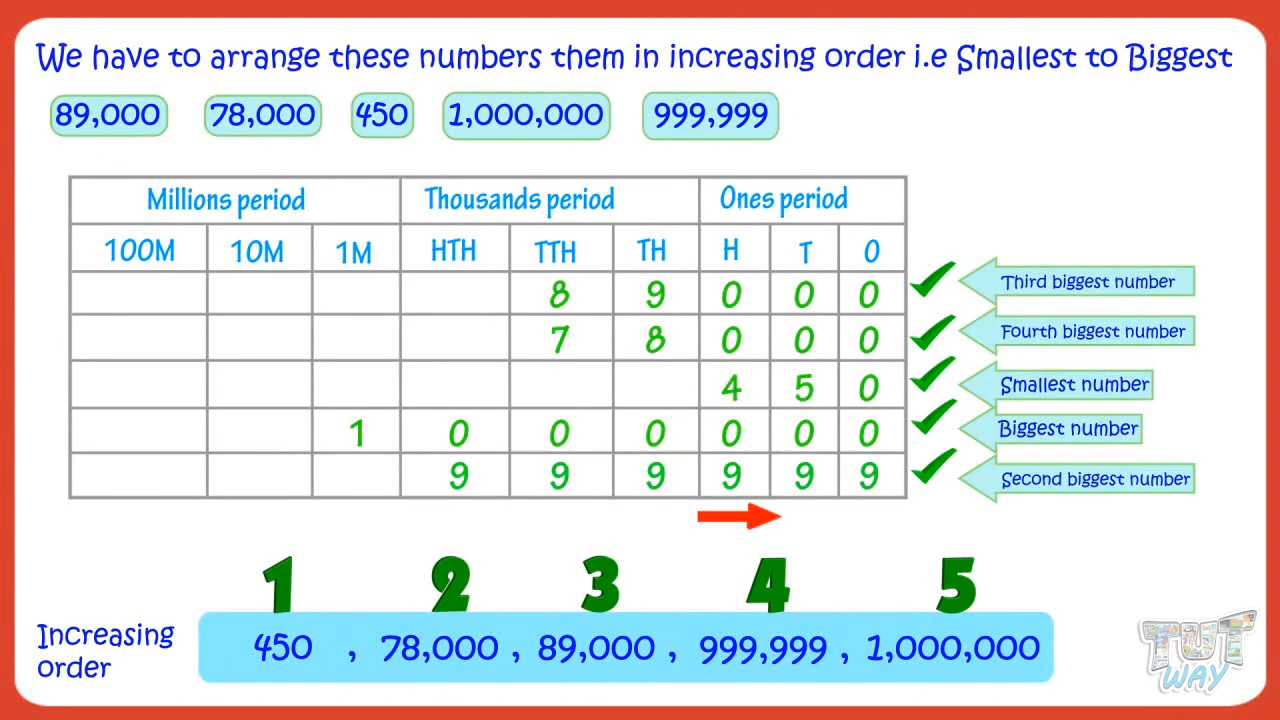 We have to arrange these numbers them in increasing order i.e Smallest to Biggest
89,000 78,000 450 1,000,000 999,999
Millions period Thousands period Ones period
100M 10M 1M HTH TTH TH H T O
8 9 0 0 0 Third biggest number
7 8 0 0 0 Fourth biggest number
4 5 0 Smallest number
1 0 0 0 0 0 0 Biggest number
9 9 9 9 9 9 Second biggest number
1 2 3 4 5
Increasing order 450 , 78,000 , 89,000 , 999,999 , 1,000,000
TUT
WAY